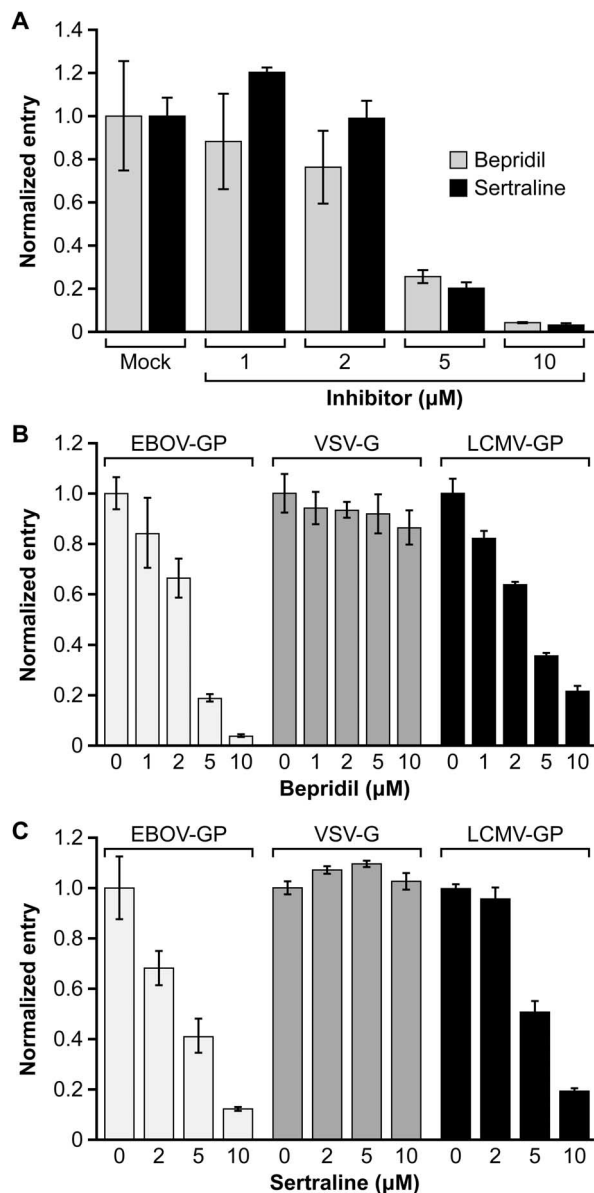 A
Normalized entry
1.4
1.2
1.0
0.8
0.6
0.4
0.2
0
Bepridil
Sertraline
Mock 1 2 5 10
Inhibitor (µM)
B
EBOV-GP VSV-G LCMV-GP
Normalized entry
1.2
1.0
0.8
0.6
0.4
0.2
0
0 1 2 5 10 0 1 2 5 10 0 1 2 5 10
Bepridil (µM)
C
EBOV-GP VSV-G LCMV-GP
Normalized entry
1.2
1.0
0.8
0.6
0.4
0.2
0
0 2 5 10 0 2 5 10 0 2 5 10
Sertraline (µM)